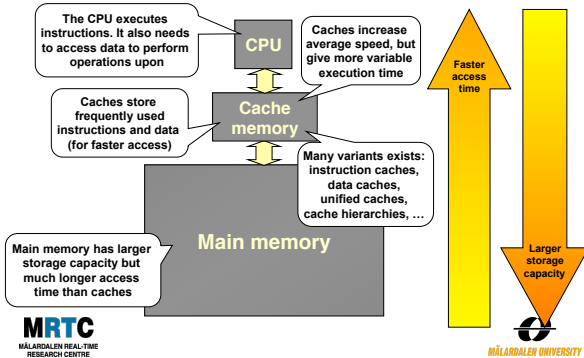 The CPU executes
instructions. It also needs
to access data to perform
operations upon
CPU
Caches increase
average speed, but
give more variable
execution time
Faster
access
time
Caches store
frequently used
instructions and data
(for faster access)
Cache
memory
Many variants exists:
instruction caches,
data caches,
unified caches,
cache hierarchies, …
Main memory
Main memory has larger
storage capacity but
much longer access
time than caches
Larger
storage
capacity
MRTC
MÄLARDALEN REAL-TIME
RESEARCH CENTRE
MÄLARDALEN UNIVERSITY